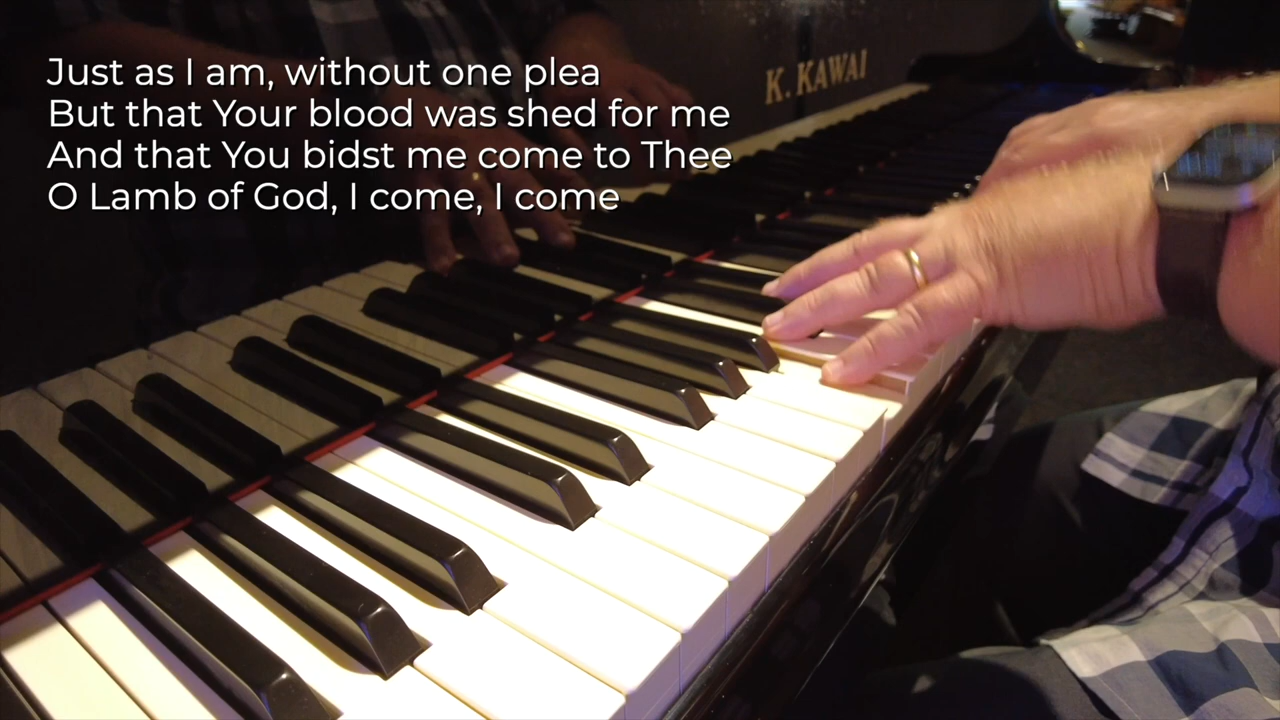 Just as I am, without one plea
But that Your blood was shed for me
And that You bidst me come to Thee
O Lamb of God, I come, I come
K. KAWAI